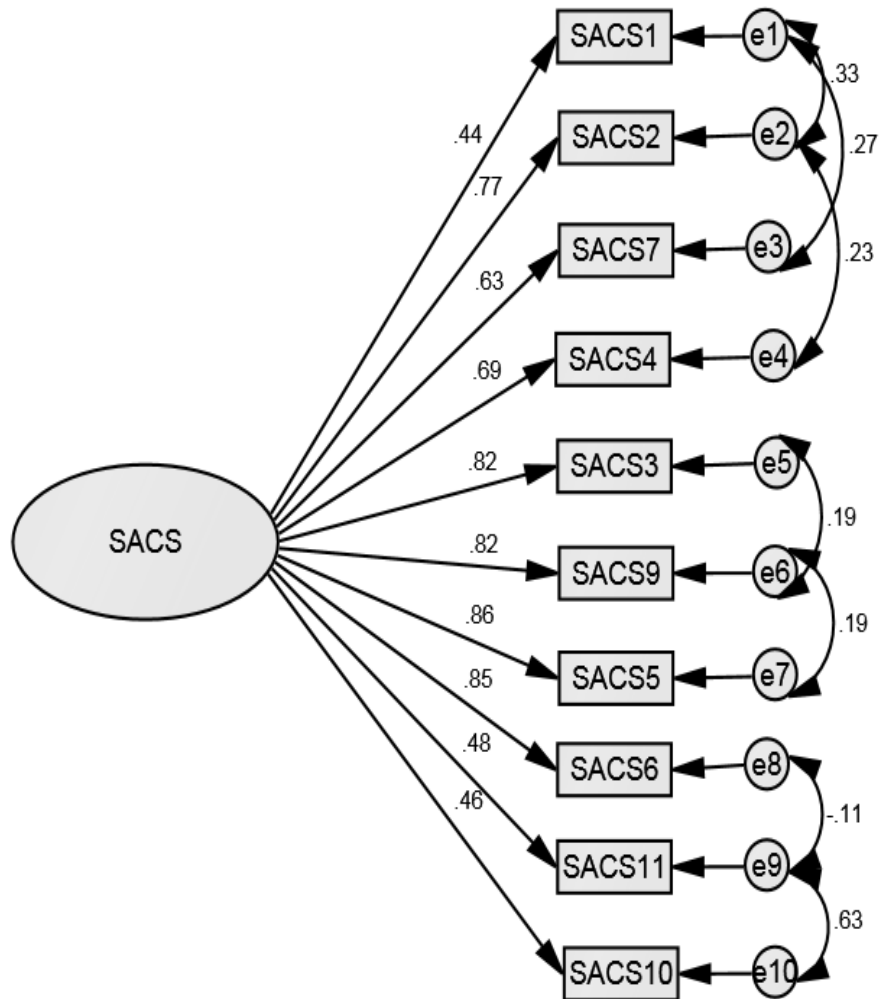 SACS1
e1
.33
.44
SACS2
e2
.27
.77
SACS7
e3
.23
.63
SACS4
e4
.69
SACS3
e5
.82
.19
SACS
SACS9
e6
.82
SACS5
e7
.86
.19
SACS6
e8
.85
-.11
SACS11
e9
.48
.63
SACS10
e10
.46